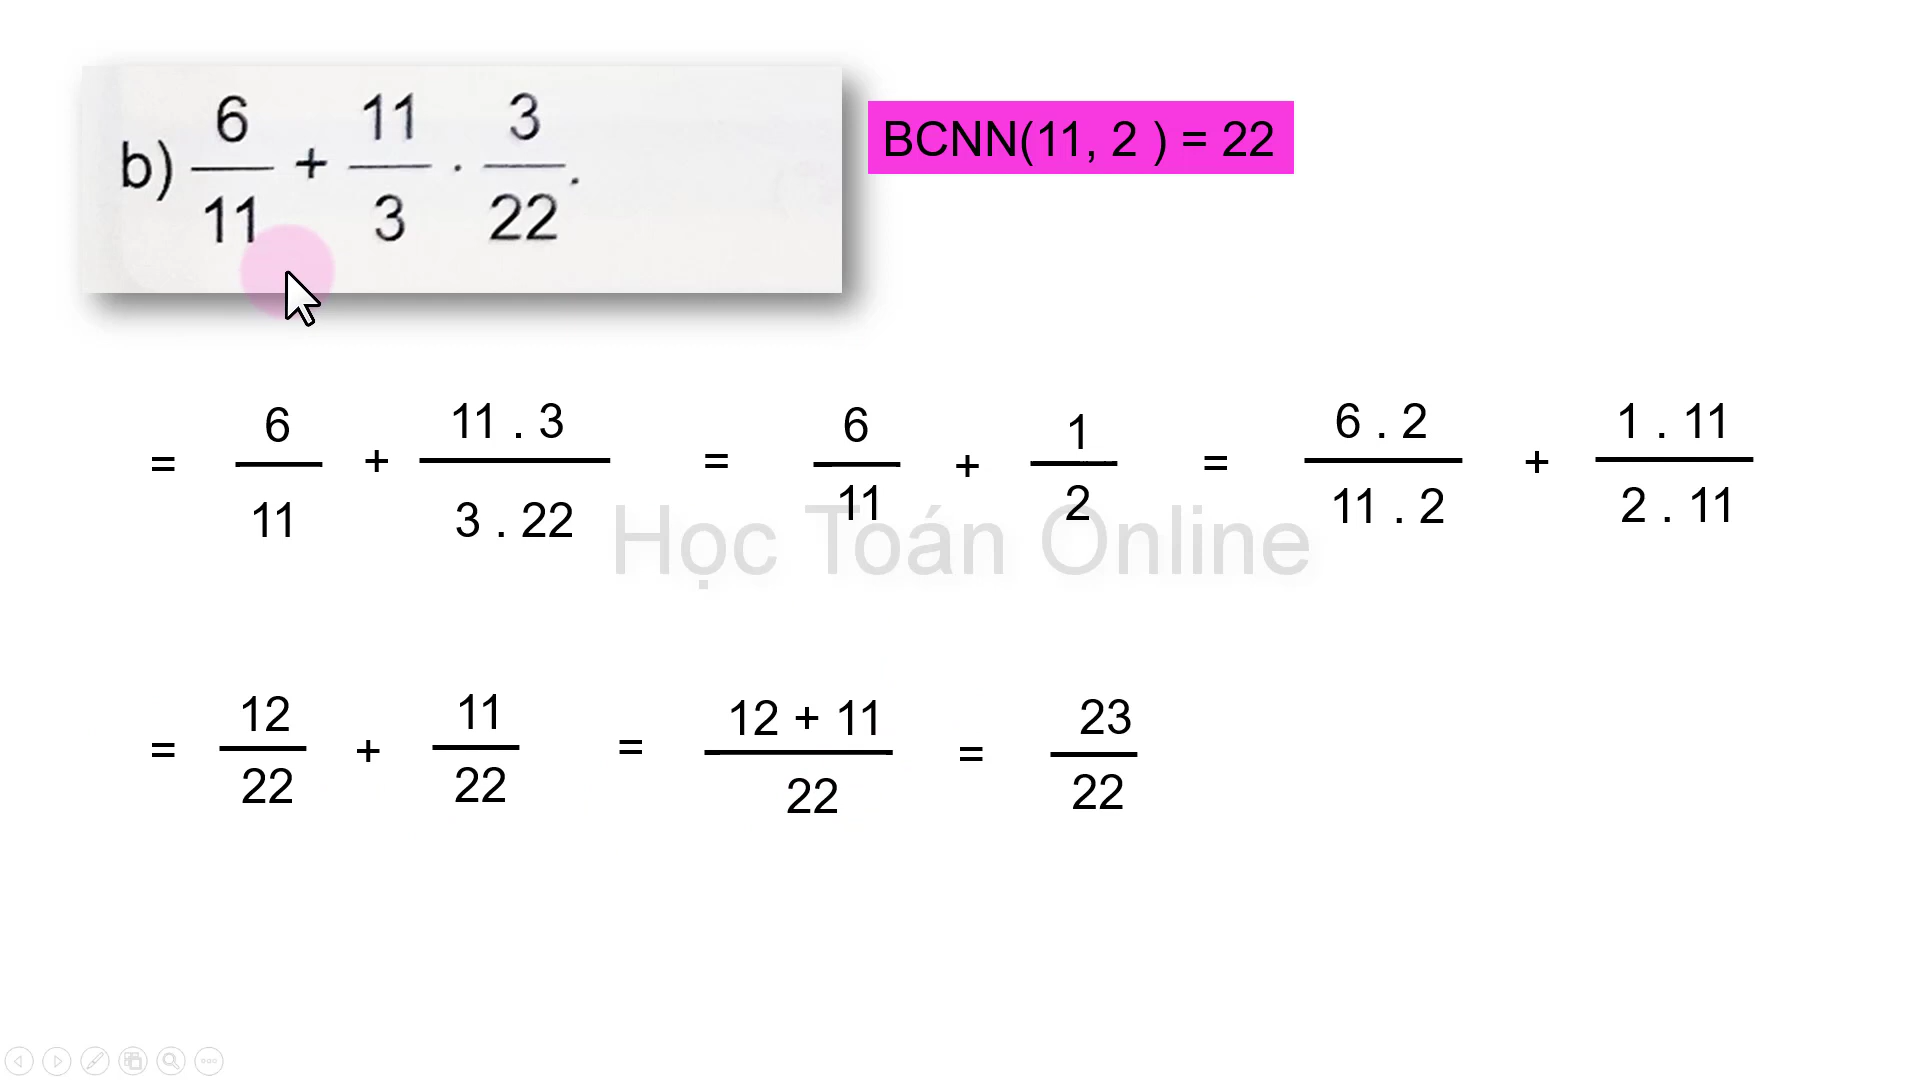 b) 6/11 + 11/3 . 3/22 .
BCNN(11, 2 ) = 22
= 6/11 + 11 . 3/3 . 22 = 6/11 + 1/2 = 6 . 2/11 . 2 + 1 . 11/2 . 11
Học Toán Online
= 12/22 + 11/22 = 12 + 11/22 = 23/22